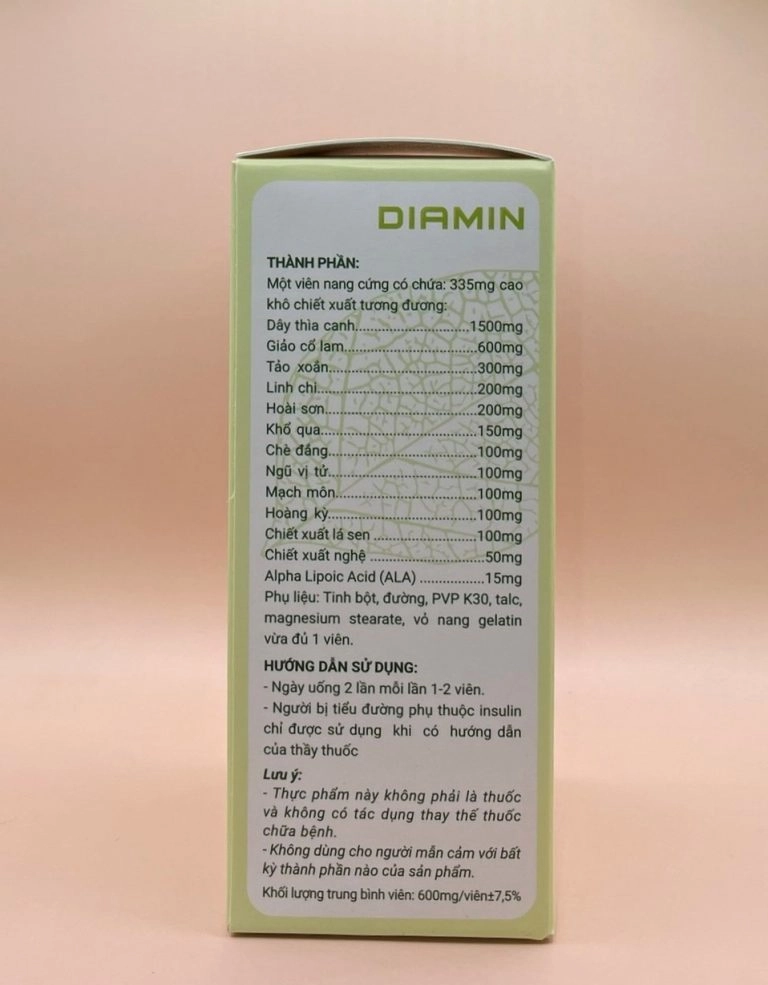 DIAMIN
THÀNH PHẦN:
Một viên nang cứng có chứa: 335mg cao
khô chiết xuất tương đương:
Dây thìa canh..........................1500mg
Giảo cổ lam..............................600mg
Tảo xoắn..................................300mg
Linh chi.....................................200mg
Hoài sơn...................................200mg
Khổ qua....................................150mg
Chè đắng..................................100mg
Ngũ vị tử..................................100mg
Mạch môn................................100mg
Hoàng kỳ..................................100mg
Chiết xuất lá sen ........................100mg
Chiết xuất nghệ ..........................50mg
Alpha Lipoic Acid (ALA) ...............15mg
Phụ liệu: Tinh bột, đường, PVP K30, talc,
magnesium stearate, vỏ nang gelatin
vừa đủ 1 viên.
HƯỚNG DẪN SỬ DỤNG:
- Ngày uống 2 lần mỗi lần 1-2 viên.
- Người bị tiểu đường phụ thuộc insulin
chỉ được sử dụng khi có hướng dẫn
của thầy thuốc
Lưu ý:
- Thực phẩm này không phải là thuốc
và không có tác dụng thay thế thuốc
chữa bệnh.
- Không dùng cho người mẫn cảm với bất
kỳ thành phần nào của sản phẩm.
Khối lượng trung bình viên: 600mg/viên±7,5%